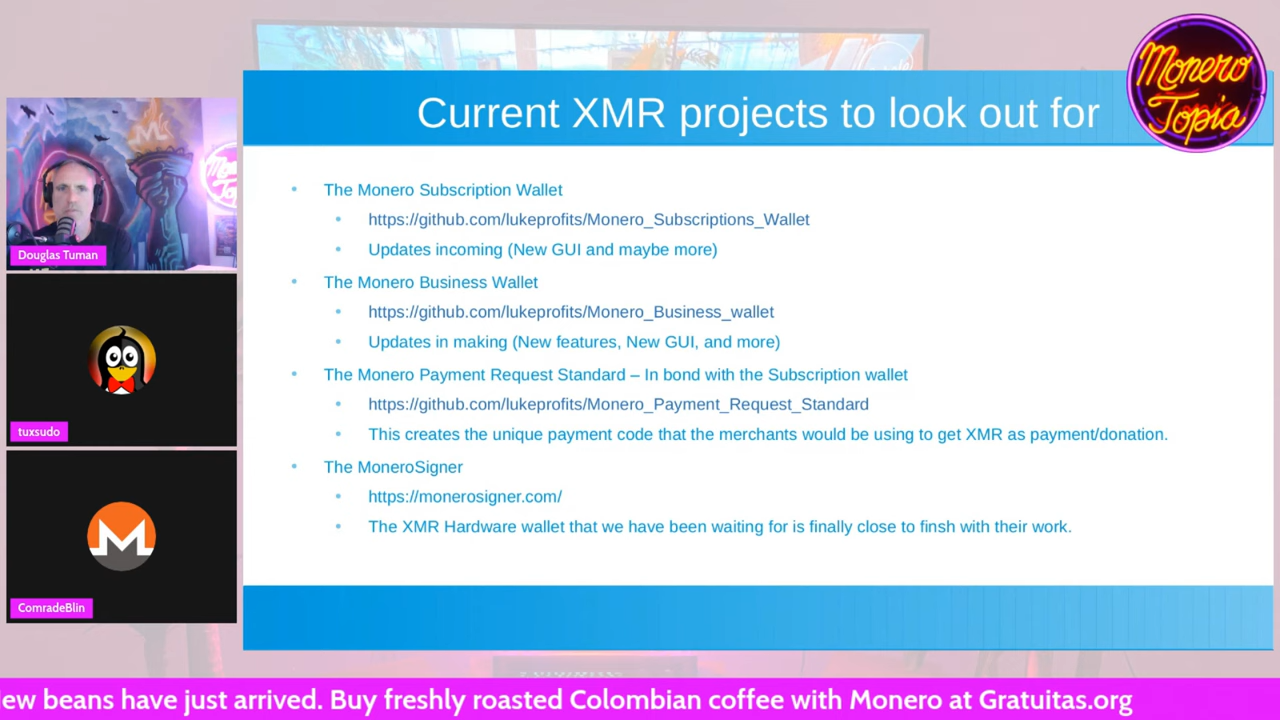 Current XMR projects to look out for
Monero
Topia
The Monero Subscription Wallet
https://github.com/lukeprofits/Monero_Subscriptions_Wallet
Updates incoming (New GUI and maybe more)
The Monero Business Wallet
https://github.com/lukeprofits/Monero_Business_wallet
Updates in making (New features, New GUI, and more)
The Monero Payment Request Standard – In bond with the Subscription wallet
https://github.com/lukeprofits/Monero_Payment_Request_Standard
This creates the unique payment code that the merchants would be using to get XMR as payment/donation.
The MoneroSigner
https://monerosigner.com/
The XMR Hardware wallet that we have been waiting for is finally close to finsh with their work.
Douglas Tuman
tuxsudo
ComradeBlin
ew beans have just arrived. Buy freshly roasted Colombian coffee with Monero at Gratuitas.org